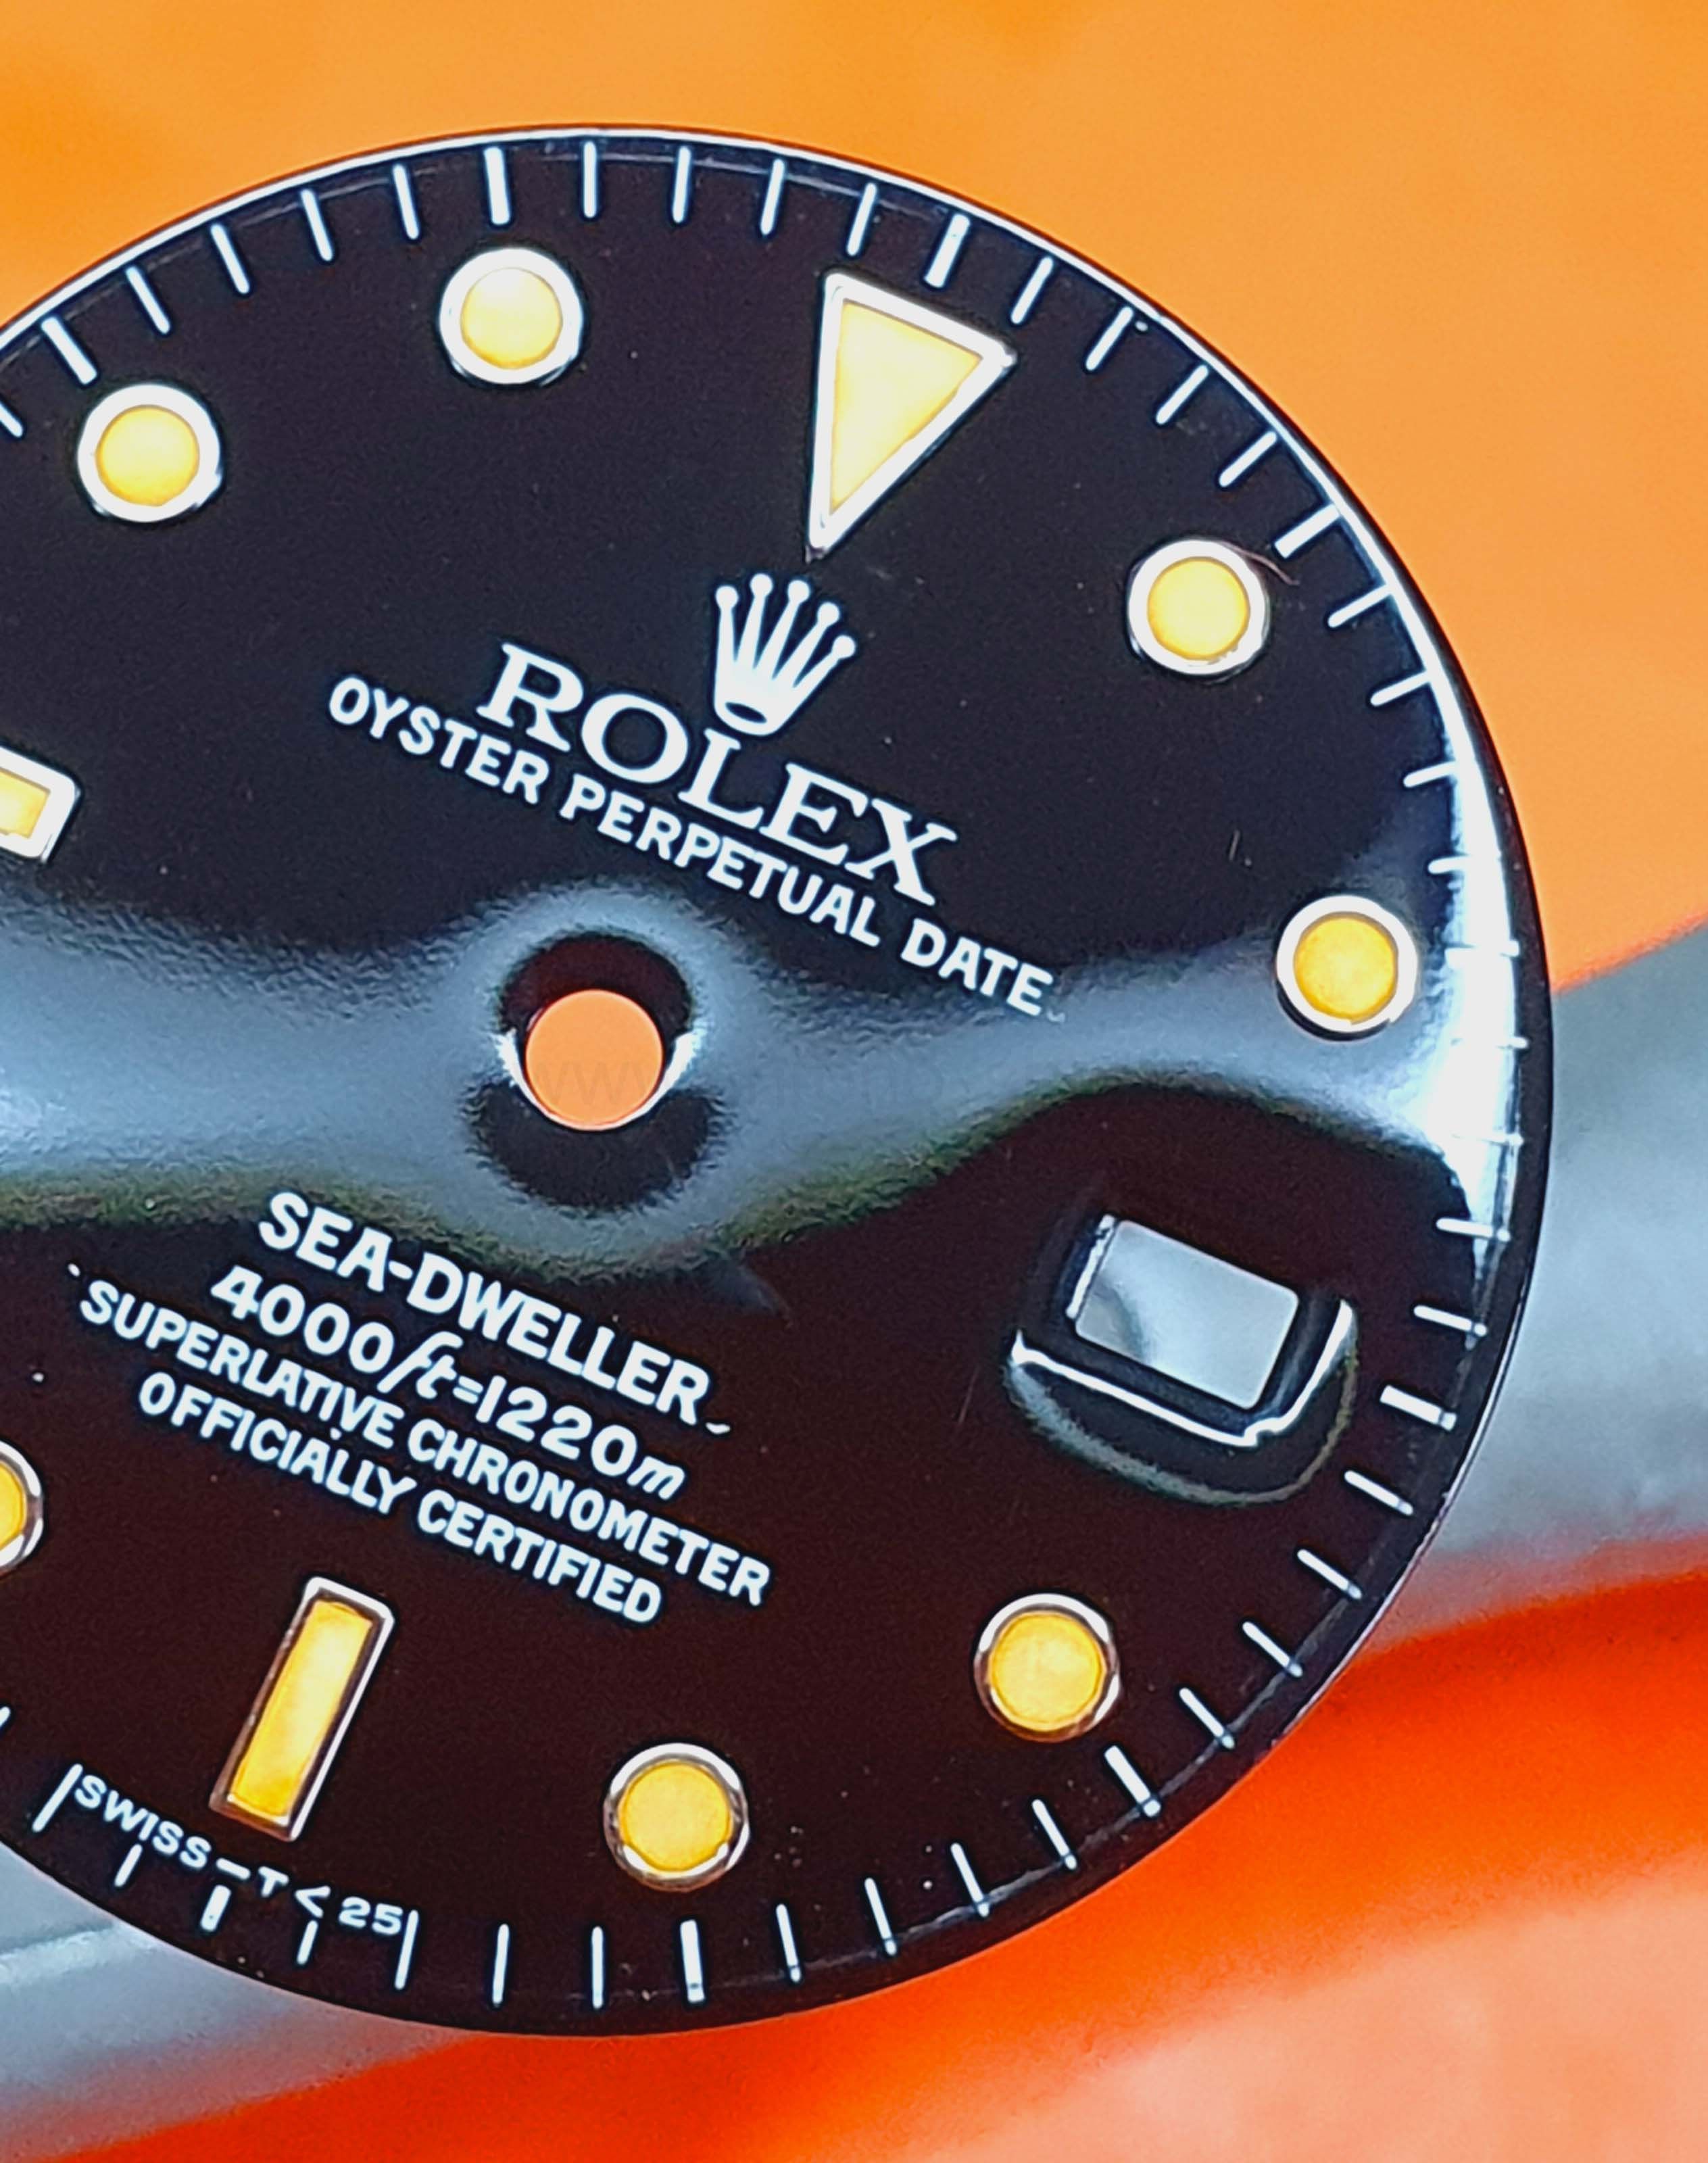 ROLEX
OYSTER PERPETUAL DATE
SEA-DWELLER
4000ft=1220m
SUPERLATIVE CHRONOMETER
OFFICIALLY CERTIFIED
SWISS-T<25